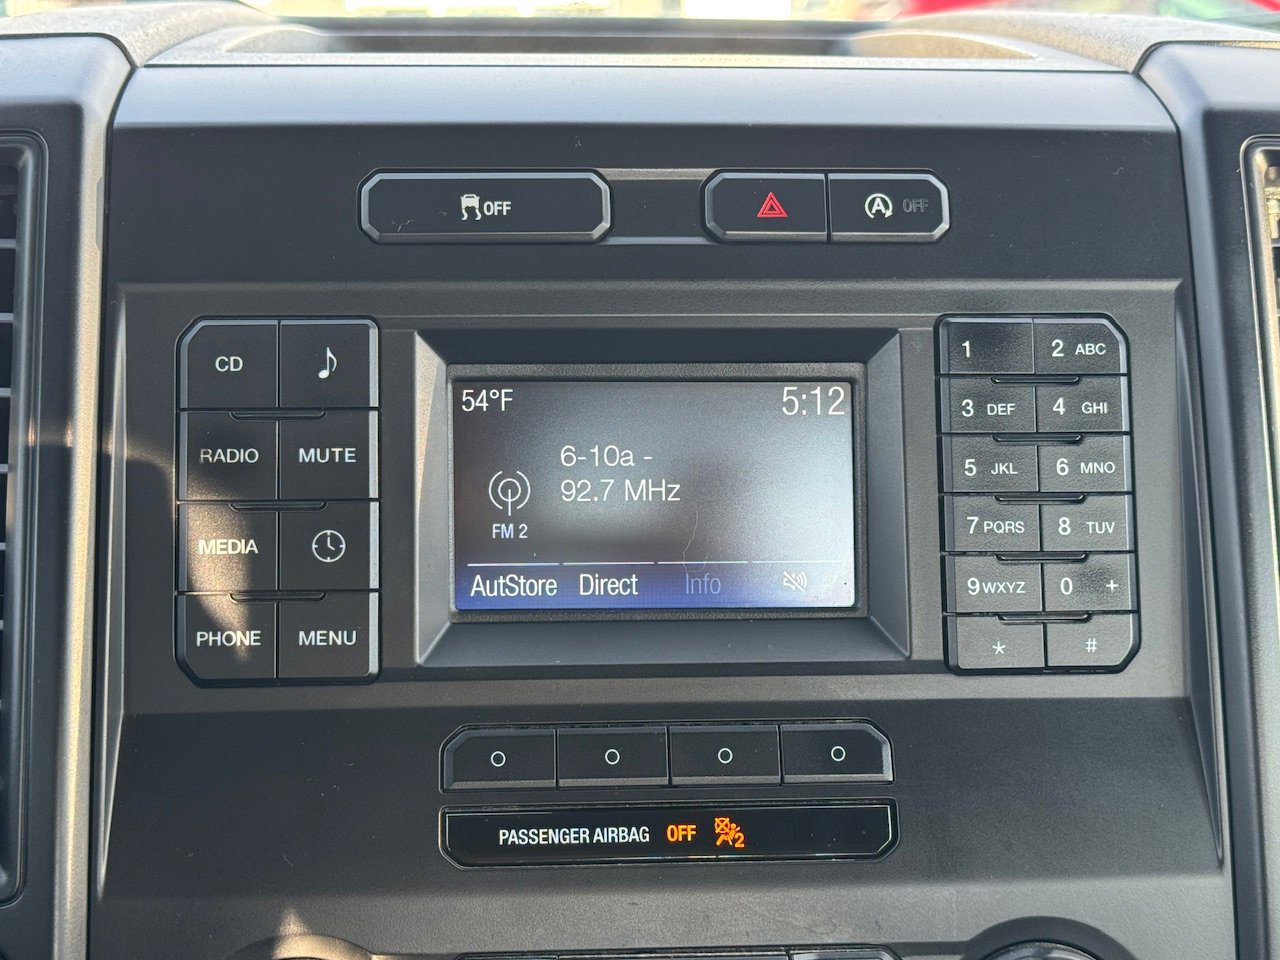 OFF
A OFF
CD
RADIO MUTE
MEDIA
PHONE MENU
54°F 5:12
6-10a -
92.7 MHz
FM 2
AutStore Direct Info
1 2 ABC
3 DEF 4 GHI
5 JKL 6 MNO
7 PQRS 8 TUV
9 WXYZ 0 +
* #
PASSENGER AIRBAG OFF 2